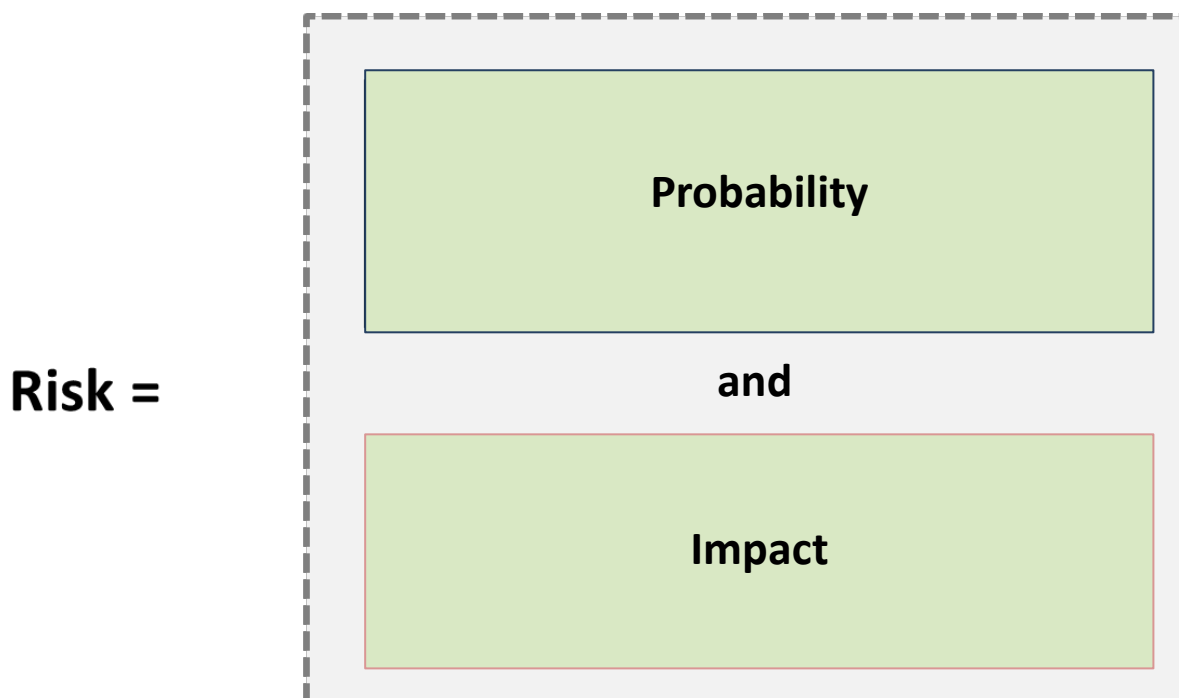 Probability
and
Risk =
Impact